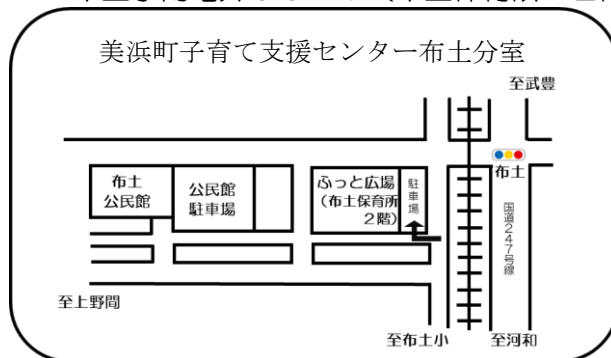 美浜町子育て支援センター布土分室
至武豊
布土
布土
公民館
公民館
駐車場
ふっと広場
(布土保育所
2階)
駐車場
国道247号線
至上野間
至布土小
至河和